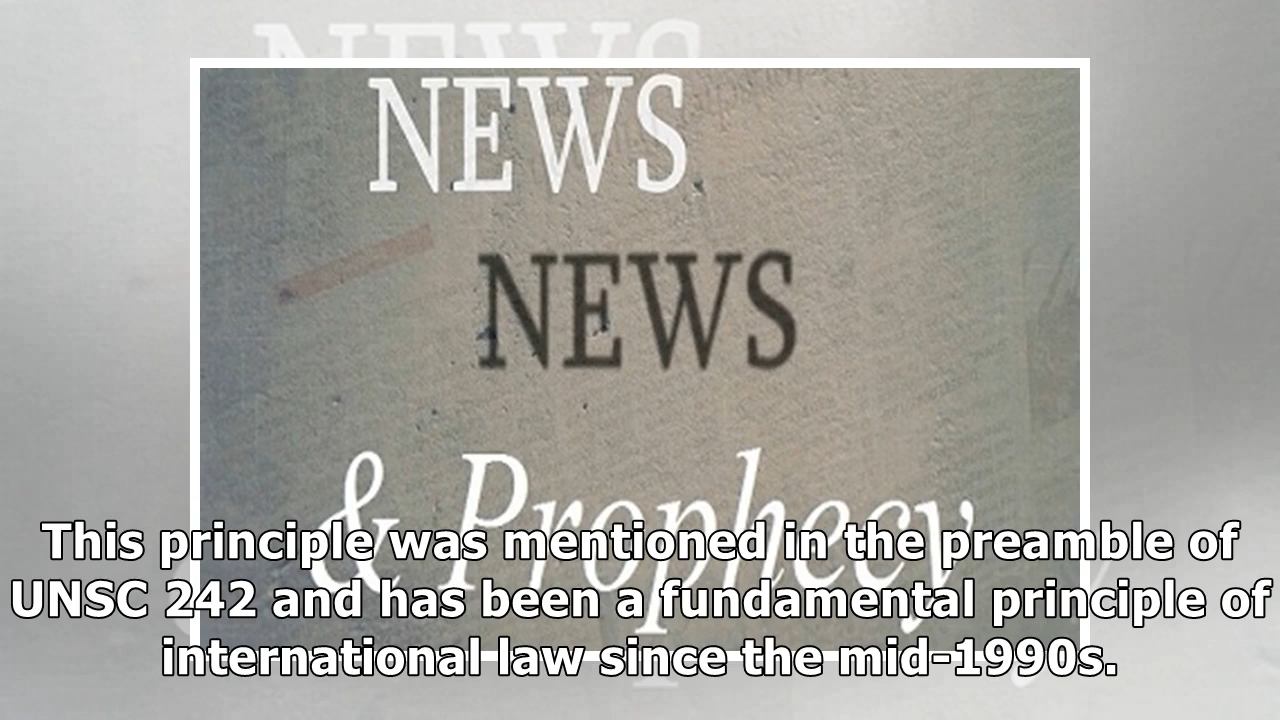 NEWS
NEWS
NEWS
& Prophecy
This principle was mentioned in the preamble of
UNSC 242 and has been a fundamental principle of
international law since the mid-1990s.